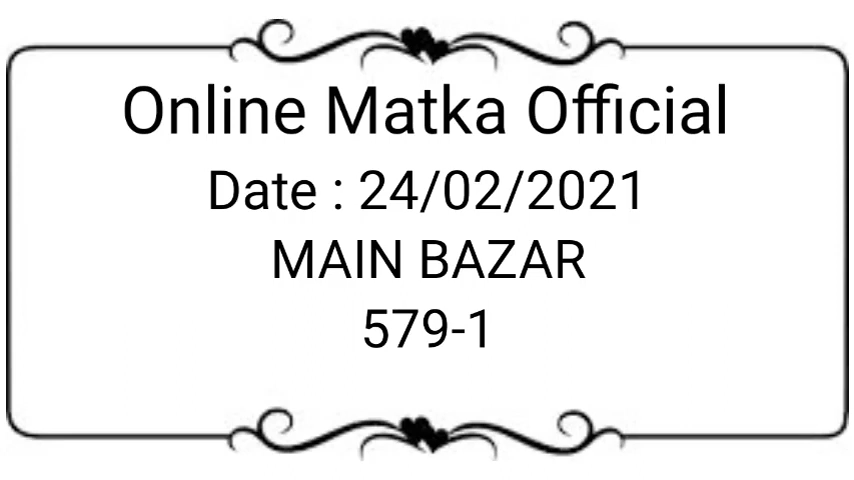 Online Matka Official
Date : 24/02/2021
MAIN BAZAR
579-1